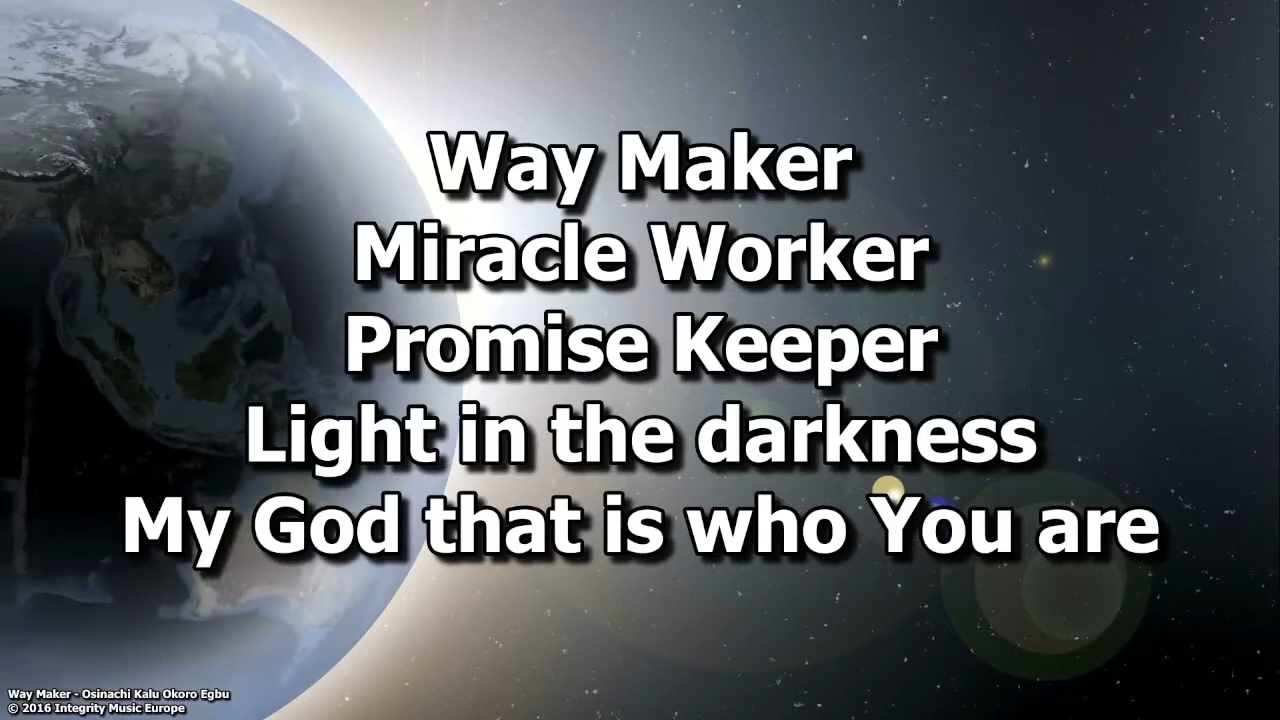 Way Maker
Miracle Worker
Promise Keeper
Light in the darkness
My God that is who You are
Way Maker - Osinachi Kalu Okoro Egbu
© 2016 Integrity Music Europe